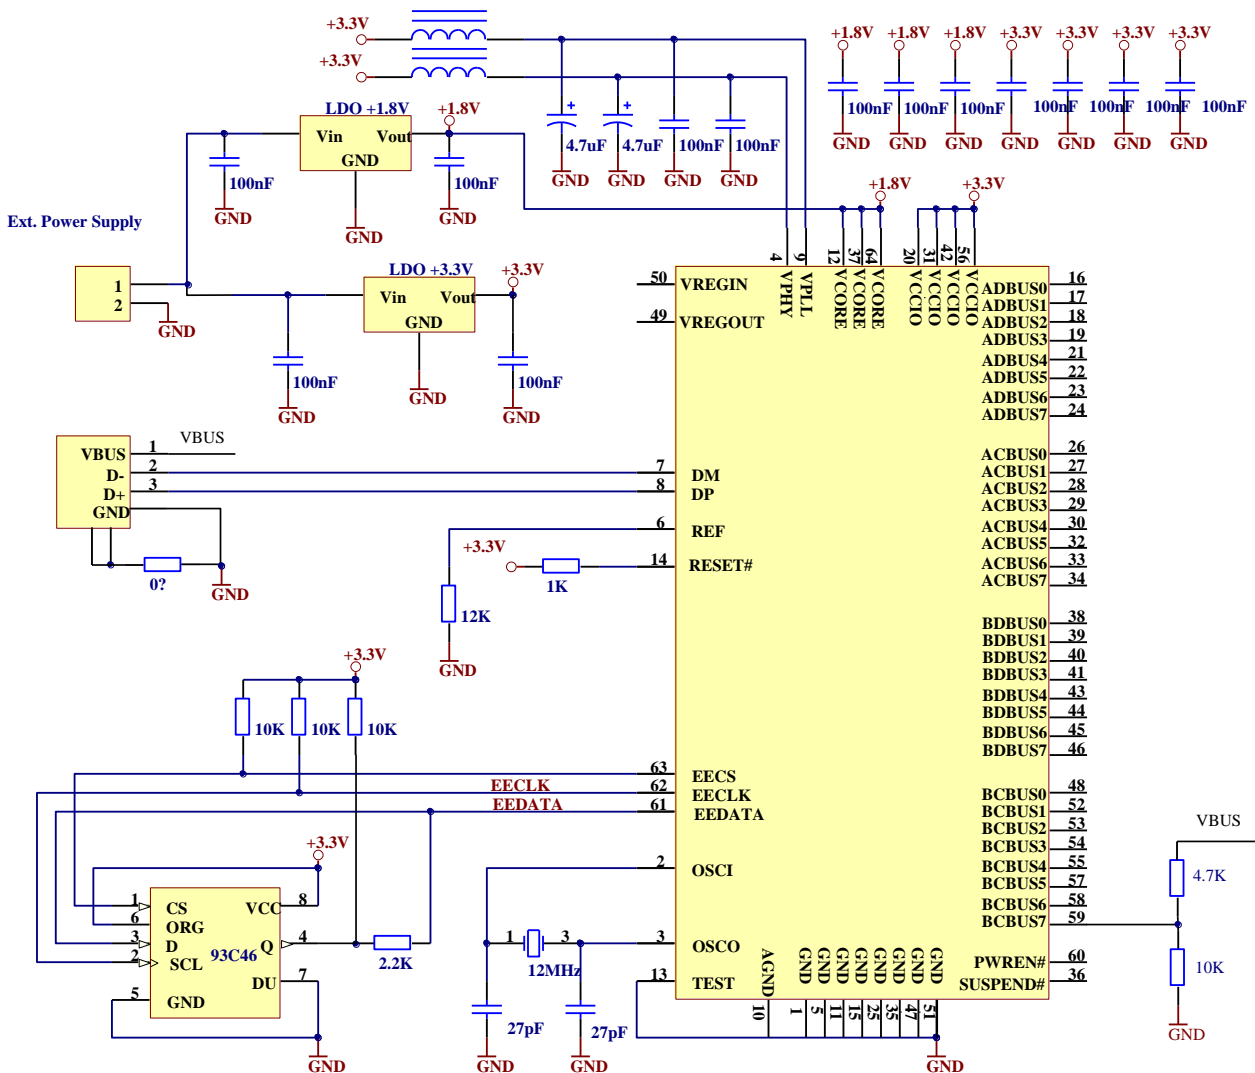 +3.3V
+3.3V
4.7uF 4.7uF 100nF 100nF
GND GND GND GND
+1.8V +1.8V +1.8V +3.3V +3.3V +3.3V +3.3V
100nF 100nF 100nF 100nF 100nF 100nF 100nF
GND GND GND GND GND GND GND
LDO +1.8V
+1.8V
Vin Vout
GND
100nF 100nF
GND GND
GND
Ext. Power Supply
1
2
GND
LDO +3.3V
+3.3V
Vin Vout
GND
100nF 100nF
GND GND GND
+1.8V +3.3V
4 9 12 37 64 20 31 42 56
VPHY VPLL VCORE VCORE VCORE VCCIO VCCIO VCCIO VCCIO
50 VREGIN
49 VREGOUT
ADBUS0 16
ADBUS1 17
ADBUS2 18
ADBUS3 19
ADBUS4 21
ADBUS5 22
ADBUS6 23
ADBUS7 24
VBUS 1 VBUS
D- 2
D+ 3
GND
0?
GND
7 DM
8 DP
6 REF
+3.3V
14 RESET#
1K
12K
GND
ACBUS0 26
ACBUS1 27
ACBUS2 28
ACBUS3 29
ACBUS4 30
ACBUS5 32
ACBUS6 33
ACBUS7 34
BDBUS0 38
BDBUS1 39
BDBUS2 40
BDBUS3 41
BDBUS4 43
BDBUS5 44
BDBUS6 45
BDBUS7 46
+3.3V
10K 10K 10K
63 EECS
EECLK 62 EECLK
EEDATA 61 EEDATA
BCBUS0 48
BCBUS1 52
BCBUS2 53
BCBUS3 54
BCBUS4 55
BCBUS5 57
BCBUS6 58
BCBUS7 59
VBUS
4.7K
10K
GND
+3.3V
1 CS VCC 8
6 ORG
3 D Q 4
93C46
2 SCL
DU 7
5 GND
2.2K
GND
2 OSCI
1 3
12MHz
3 OSCO
13 TEST
27pF 27pF
GND GND
PWREN# 60
SUSPEND# 36
AGND GND GND GND GND GND GND GND GND
10 1 5 11 15 25 35 47 51
GND